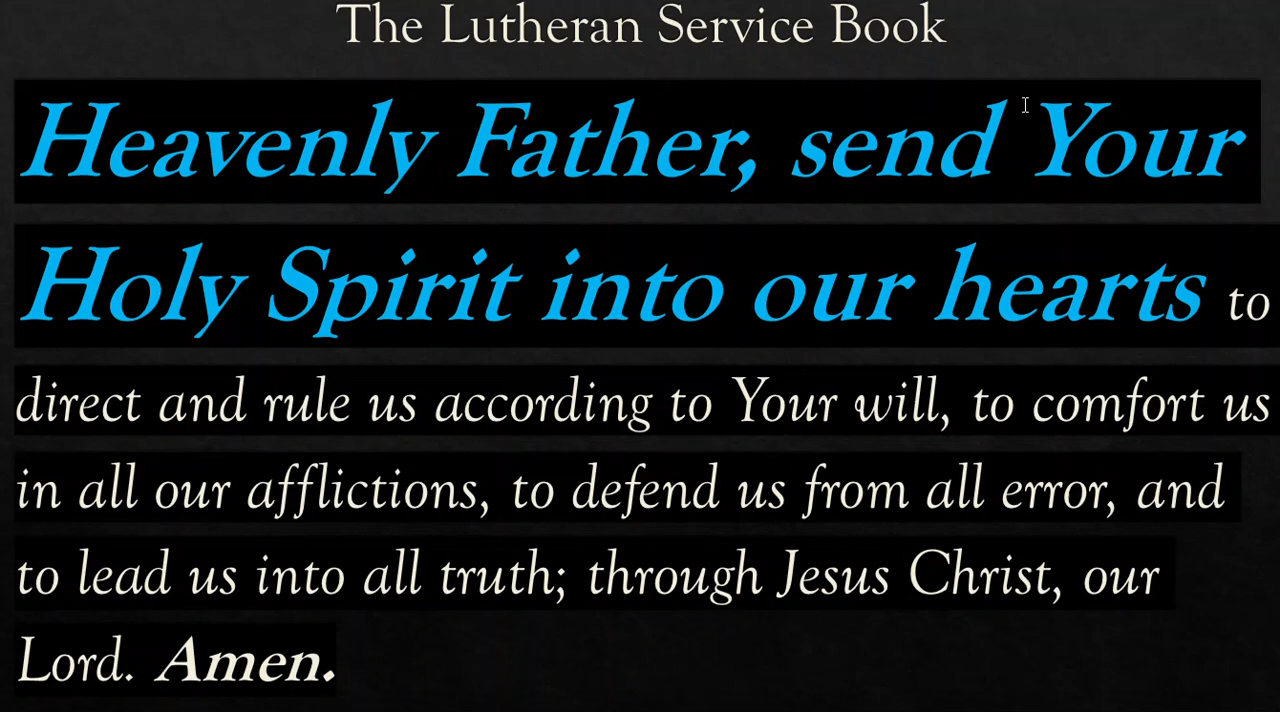 The Lutheran Service Book
Heavenly Father, send Your
Holy Spirit into our hearts to
direct and rule us according to Your will, to comfort us
in all our afflictions, to defend us from all error, and
to lead us into all truth; through Jesus Christ, our
Lord. Amen.